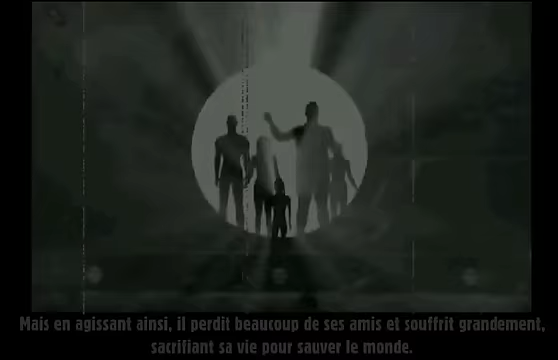 Mais en agissant ainsi, il perdit beaucoup de ses amis et souffrit grandement,
sacrifiant sa vie pour sauver le monde.